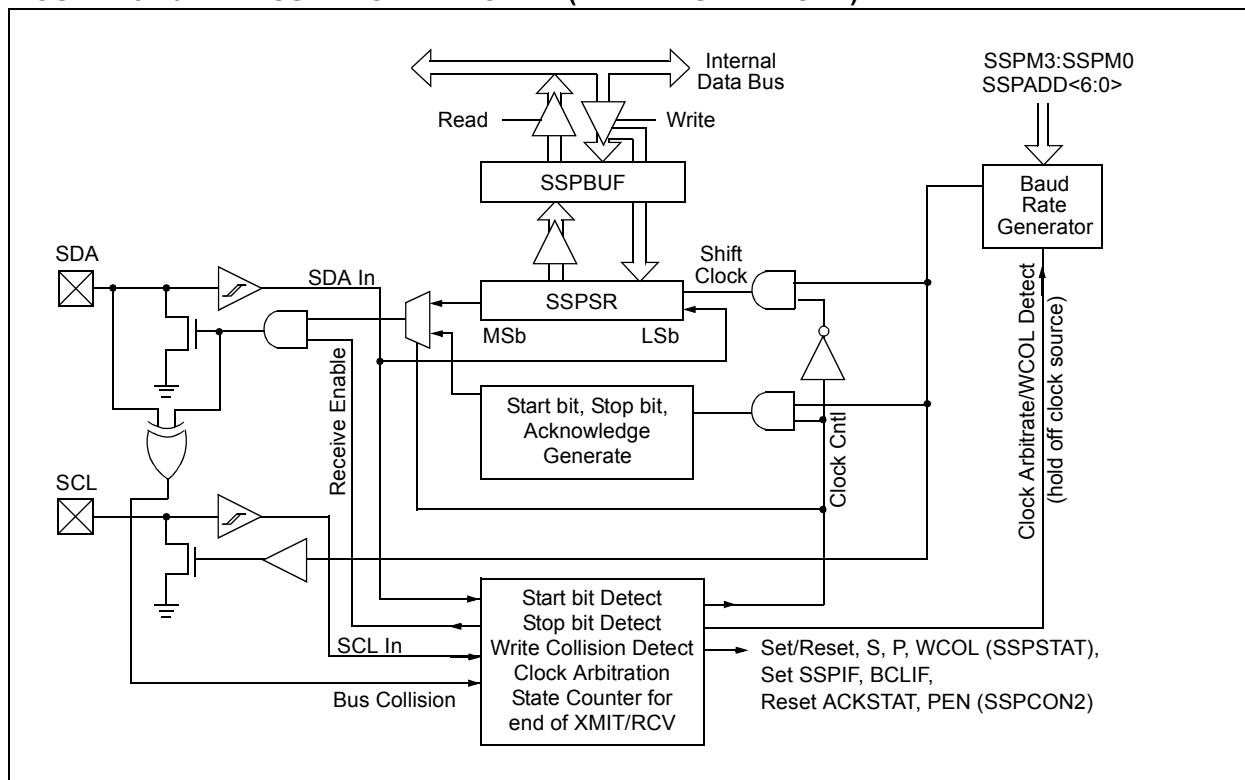 Internal
Data Bus
SSPM3:SSPM0
SSPADD<6:0>
Read
Write
SSPBUF
Baud
Rate
Generator
SDA
SDA In
Shift
Clock
SSPSR
MSb
LSb
Start bit, Stop bit,
Acknowledge
Generate
Receive Enable
Clock Cntl
Clock Arbitrate/WCOL Detect
(hold off clock source)
SCL
SCL In
Bus Collision
Start bit Detect
Stop bit Detect
Write Collision Detect
Clock Arbitration
State Counter for
end of XMIT/RCV
Set/Reset, S, P, WCOL (SSPSTAT),
Set SSPIF, BCLIF,
Reset ACKSTAT, PEN (SSPCON2)